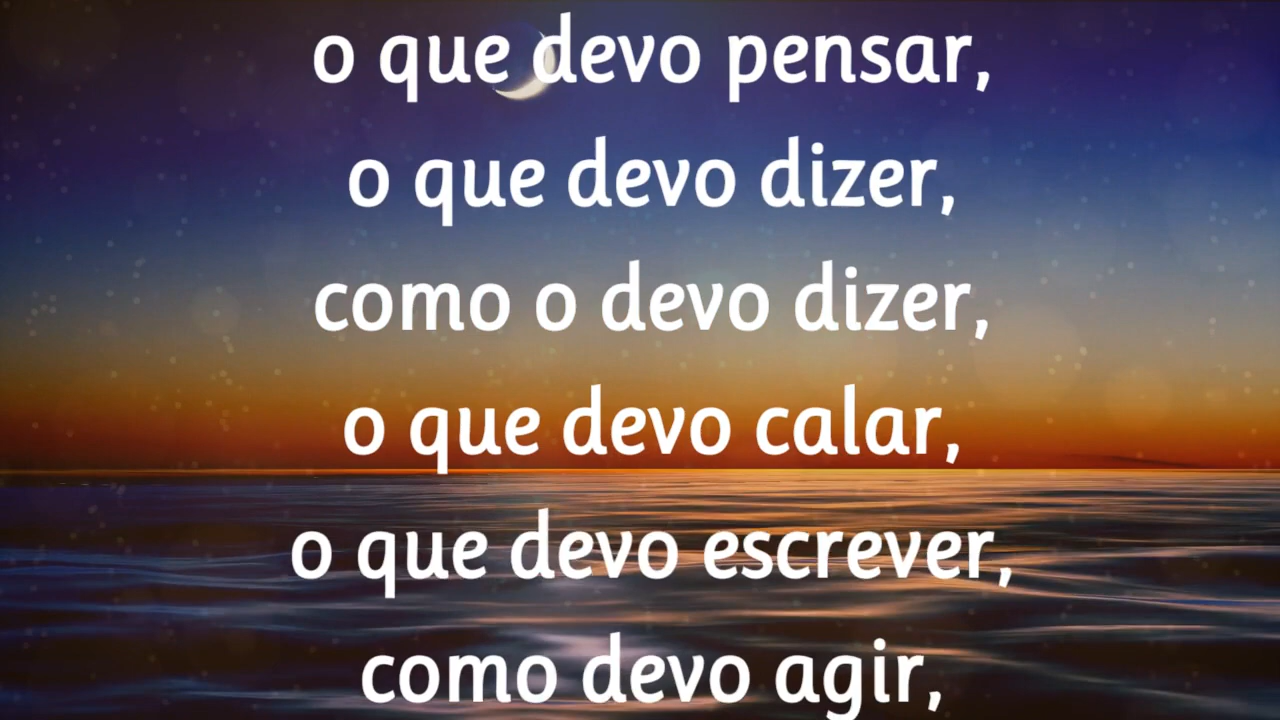 o que devo pensar,
o que devo dizer,
como o devo dizer,
o que devo calar,
o que devo escrever,
como devo agir,